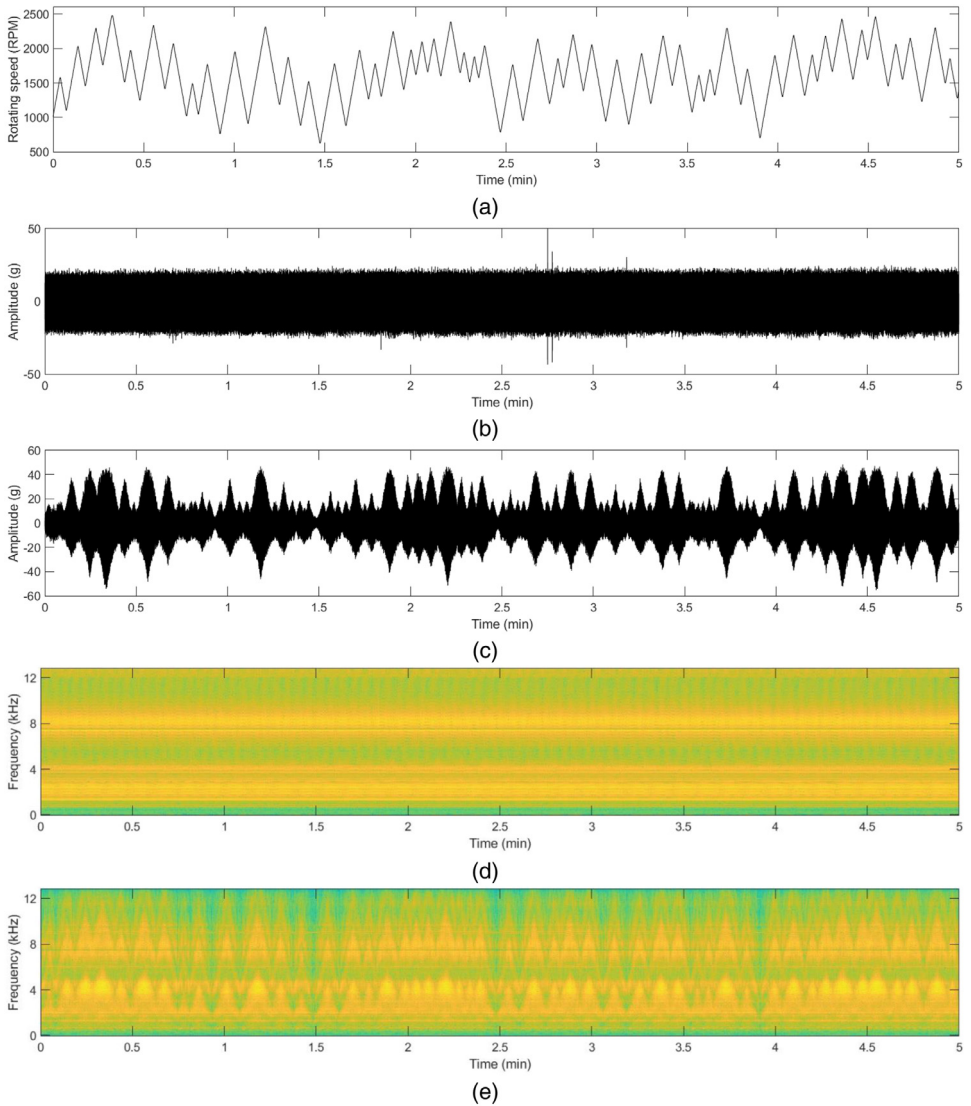 Rotating speed (RPM)
2500
2000
1500
1000
500
0 0.5 1 1.5 2 2.5 3 3.5 4 4.5 5
Time (min)
(a)
Amplitude (g)
50
0
-50
0 0.5 1 1.5 2 2.5 3 3.5 4 4.5 5
Time (min)
(b)
Amplitude (g)
60
40
20
0
-20
-40
-60
0 0.5 1 1.5 2 2.5 3 3.5 4 4.5 5
Time (min)
(c)
Frequency (kHz)
12
8
4
0
0 0.5 1 1.5 2 2.5 3 3.5 4 4.5 5
Time (min)
(d)
Frequency (kHz)
12
8
4
0
0 0.5 1 1.5 2 2.5 3 3.5 4 4.5 5
Time (min)
(e)